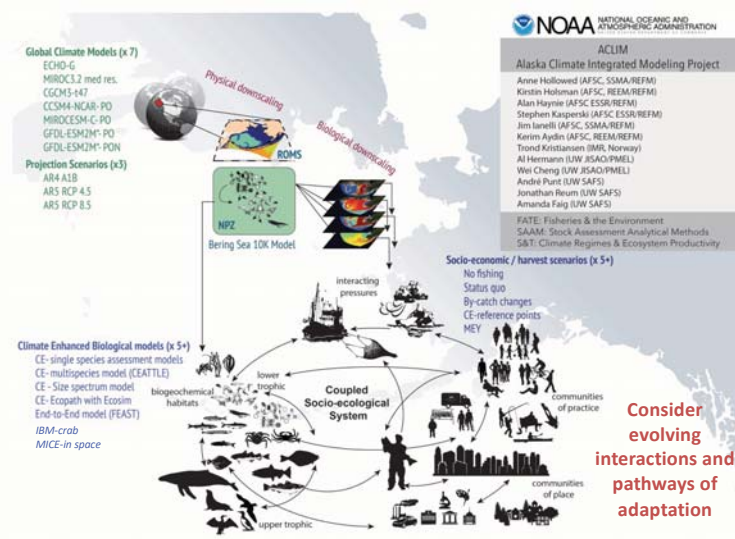 NOAA NATIONAL OCEANIC AND
ATMOSPHERIC ADMINISTRATION
ACLIM
Alaska Climate Integrated Modeling Project
Anne Hollowed (AFSC, SSMA/REFM)
Kirstin Holsman (AFSC, REEM/REFM)
Alan Haynie (AFSC ESSR/REFM)
Stephen Kasperski (AFSC ESSR/REFM)
Jim Ianelli (AFSC, SSMA/REFM)
Kerim Aydin (AFSC, REEM/REFM)
Trond Kristiansen (IMR, Norway)
Al Hermann (UW JISAO/PMEL)
Wei Cheng (UW JISAO/PMEL)
André Punt (UW SAFS)
Jonathan Reum (UW SAFS)
Amanda Faig (UW SAFS)
FATE: Fisheries & the Environment
SAAM: Stock Assessment Analytical Methods
S&T: Climate Regimes & Ecosystem Productivity
Global Climate Models (x 7)
ECHO-G
MIROC3.2 med res.
CGCM3-t47
CCSM4-NCAR- PO
MIROCESM-C- PO
GFDL-ESM2M*- PO
GFDL-ESM2M*- PON
Projection Scenarios (x3)
AR4 A1B
AR5 RCP 4.5
AR5 RCP 8.5
Physical downscaling
ROMS
Biological downscaling
NPZ
Bering Sea 10K Model
Socio-economic / harvest scenarios (x 5+)
No fishing
Status quo
By-catch changes
CE-reference points
MEY
Climate Enhanced Biological models (x 5+)
CE- single species assessment models
CE- multispecies model (CEATTLE)
CE - Size spectrum model
CE- Ecopath with Ecosim
End-to-End model (FEAST)
IBM-crab
MICE-in space
interacting
pressures
biogeochemical
habitats
lower
trophic
Coupled
Socio-ecological
System
communities
of practice
communities
of place
upper trophic
Consider
evolving
interactions and
pathways of
adaptation